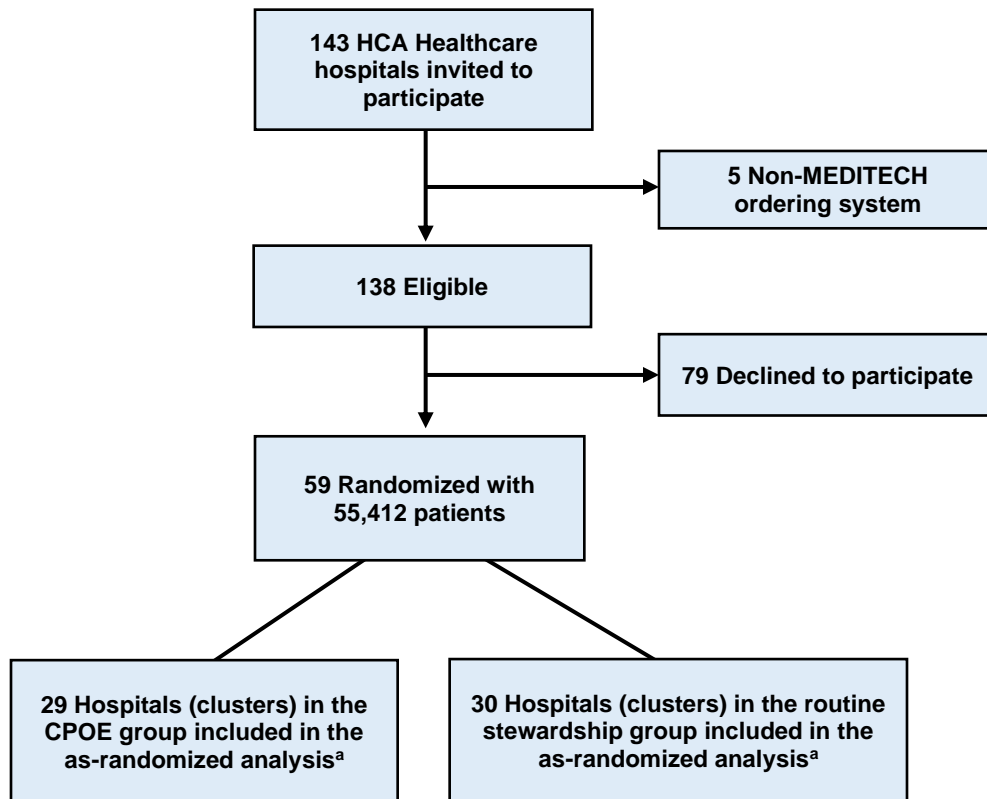 143 HCA Healthcare
hospitals invited to
participate
5 Non-MEDITECH
ordering system
138 Eligible
79 Declined to participate
59 Randomized with
55,412 patients
29 Hospitals (clusters) in the
CPOE group included in the
as-randomized analysisᵃ
30 Hospitals (clusters) in the routine
stewardship group included in the
as-randomized analysisᵃ